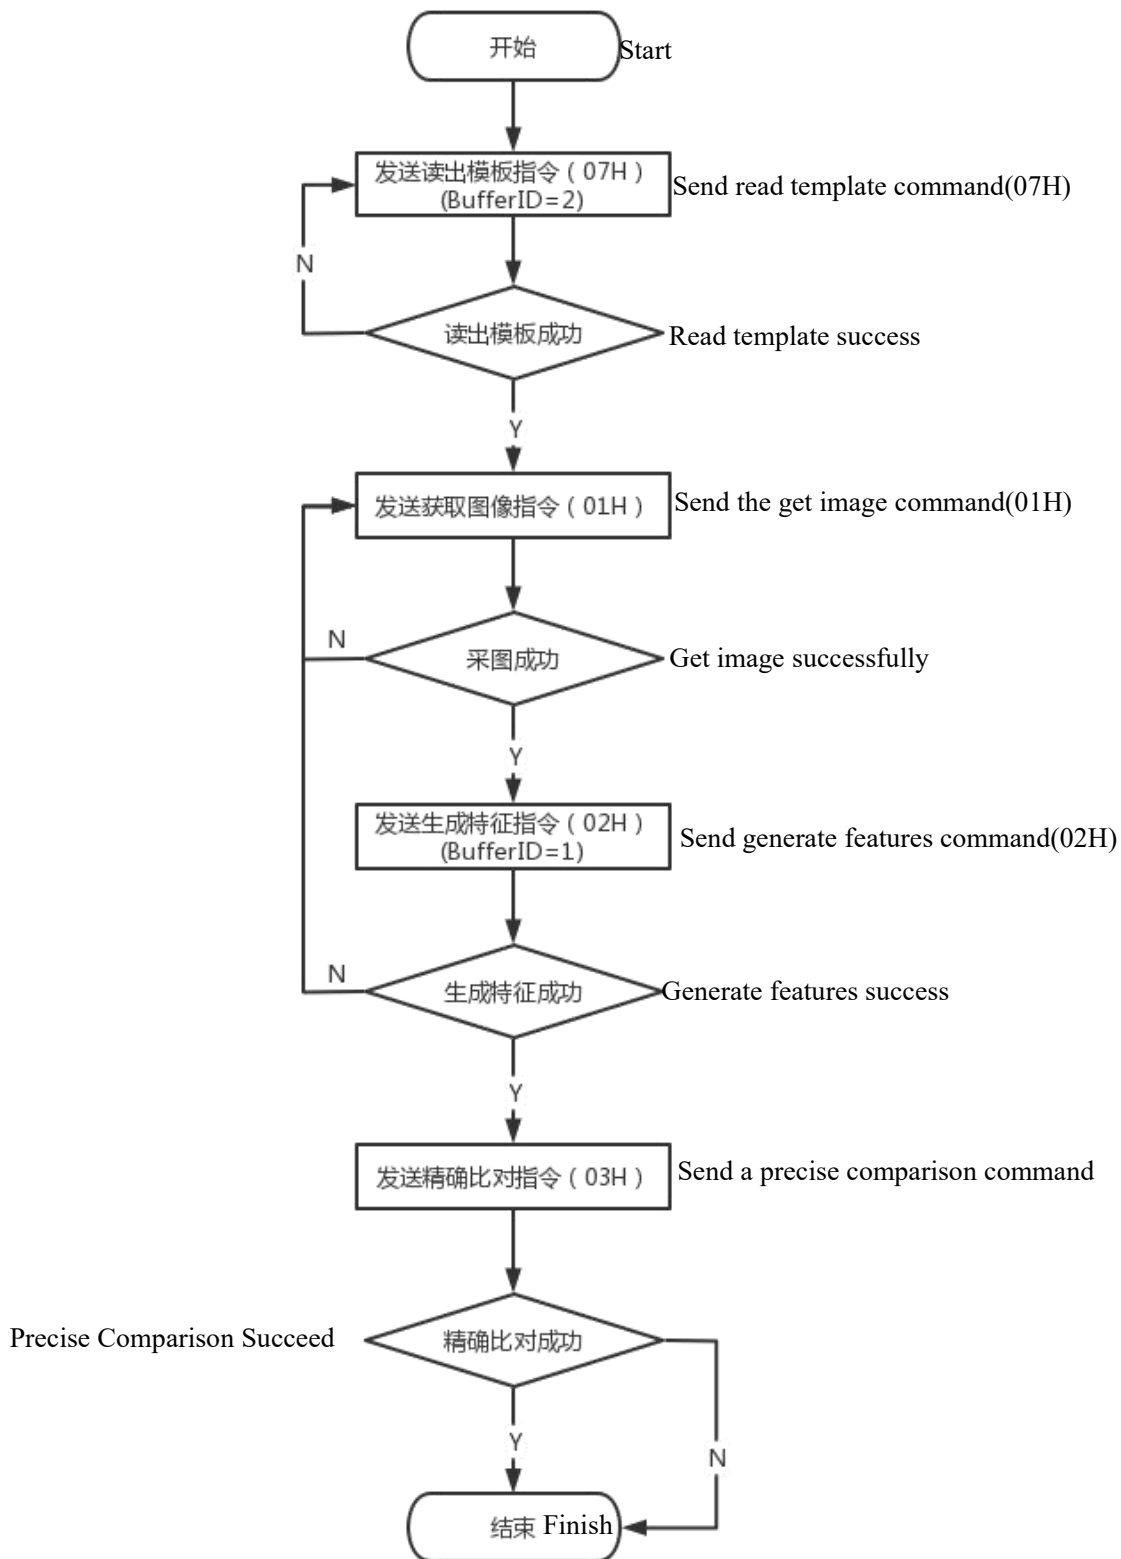 开始
Start
发送读出模板指令（07H）
(BufferID=2)
Send read template command(07H)
N
读出模板成功
Read template success
Y
发送获取图像指令（01H）
Send the get image command(01H)
N
采图成功
Get image successfully
Y
发送生成特征指令（02H）
(BufferID=1)
Send generate features command(02H)
N
生成特征成功
Generate features success
Y
发送精确比对指令（03H）
Send a precise comparison command
Precise Comparison Succeed
精确比对成功
Y
N
结束 Finish